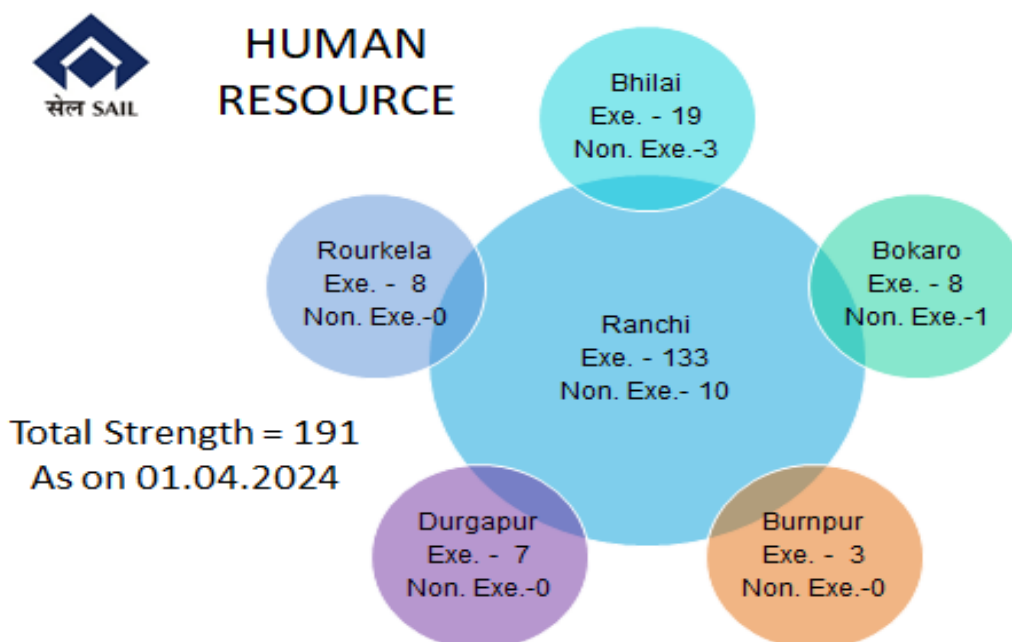 सेल SAIL
HUMAN
RESOURCE
Bhilai
Exe. - 19
Non. Exe.-3
Rourkela
Exe. - 8
Non. Exe.-0
Bokaro
Exe. - 8
Non. Exe.-1
Ranchi
Exe. - 133
Non. Exe.- 10
Total Strength = 191
As on 01.04.2024
Durgapur
Exe. - 7
Non. Exe.-0
Burnpur
Exe. - 3
Non. Exe.-0